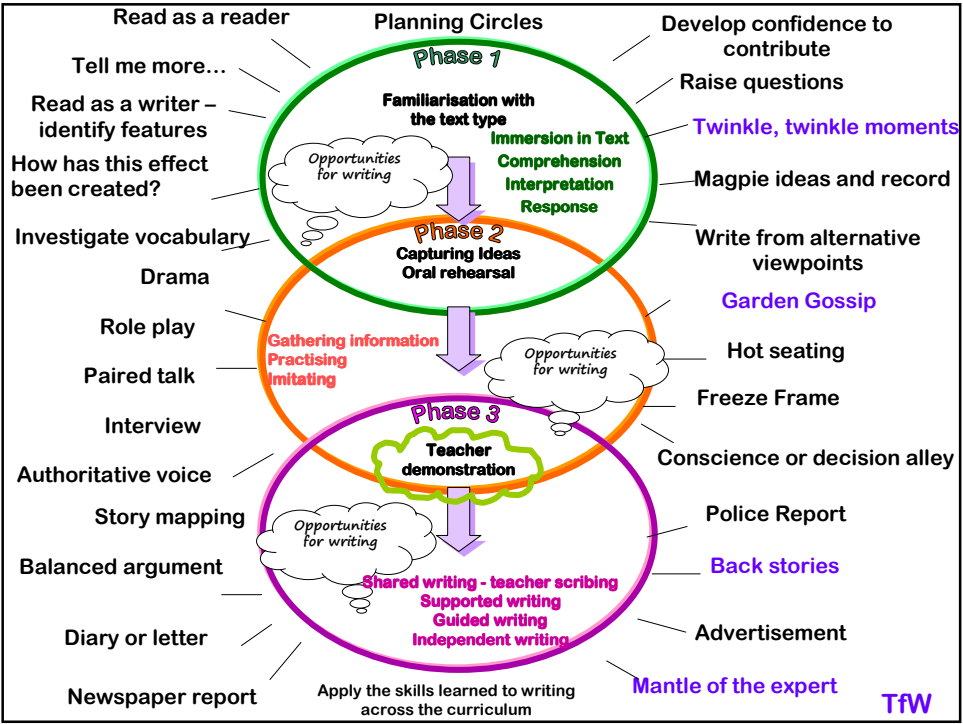 Planning Circles
Read as a reader
Tell me more…
Read as a writer –
identify features
How has this effect
been created?
Investigate vocabulary
Drama
Role play
Paired talk
Interview
Authoritative voice
Story mapping
Balanced argument
Diary or letter
Newspaper report
Phase 1
Familiarisation with
the text type
Immersion in Text
Comprehension
Interpretation
Response
Opportunities
for writing
Phase 2
Capturing Ideas
Oral rehearsal
Gathering information
Practising
Imitating
Opportunities
for writing
Phase 3
Teacher
demonstration
Opportunities
for writing
Shared writing - teacher scribing
Supported writing
Guided writing
Independent writing
Apply the skills learned to writing
across the curriculum
Develop confidence to
contribute
Raise questions
Twinkle, twinkle moments
Magpie ideas and record
Write from alternative
viewpoints
Garden Gossip
Hot seating
Freeze Frame
Conscience or decision alley
Police Report
Back stories
Advertisement
Mantle of the expert
TfW